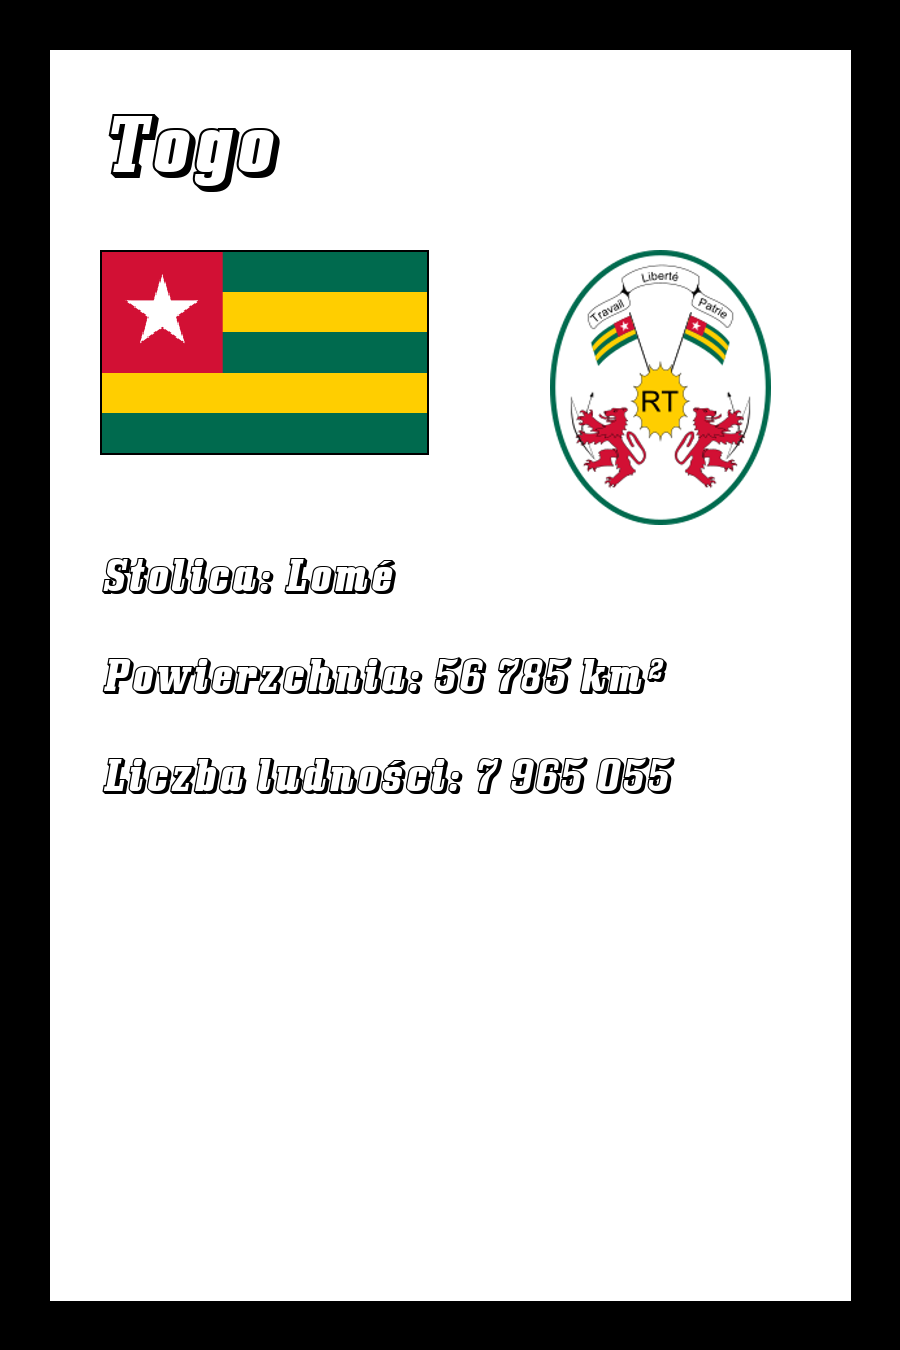 Togo
Liberté
Travail
Patrie
RT
Stolica: Lomé
Powierzchnia: 56 785 km²
Liczba ludności: 7 965 055